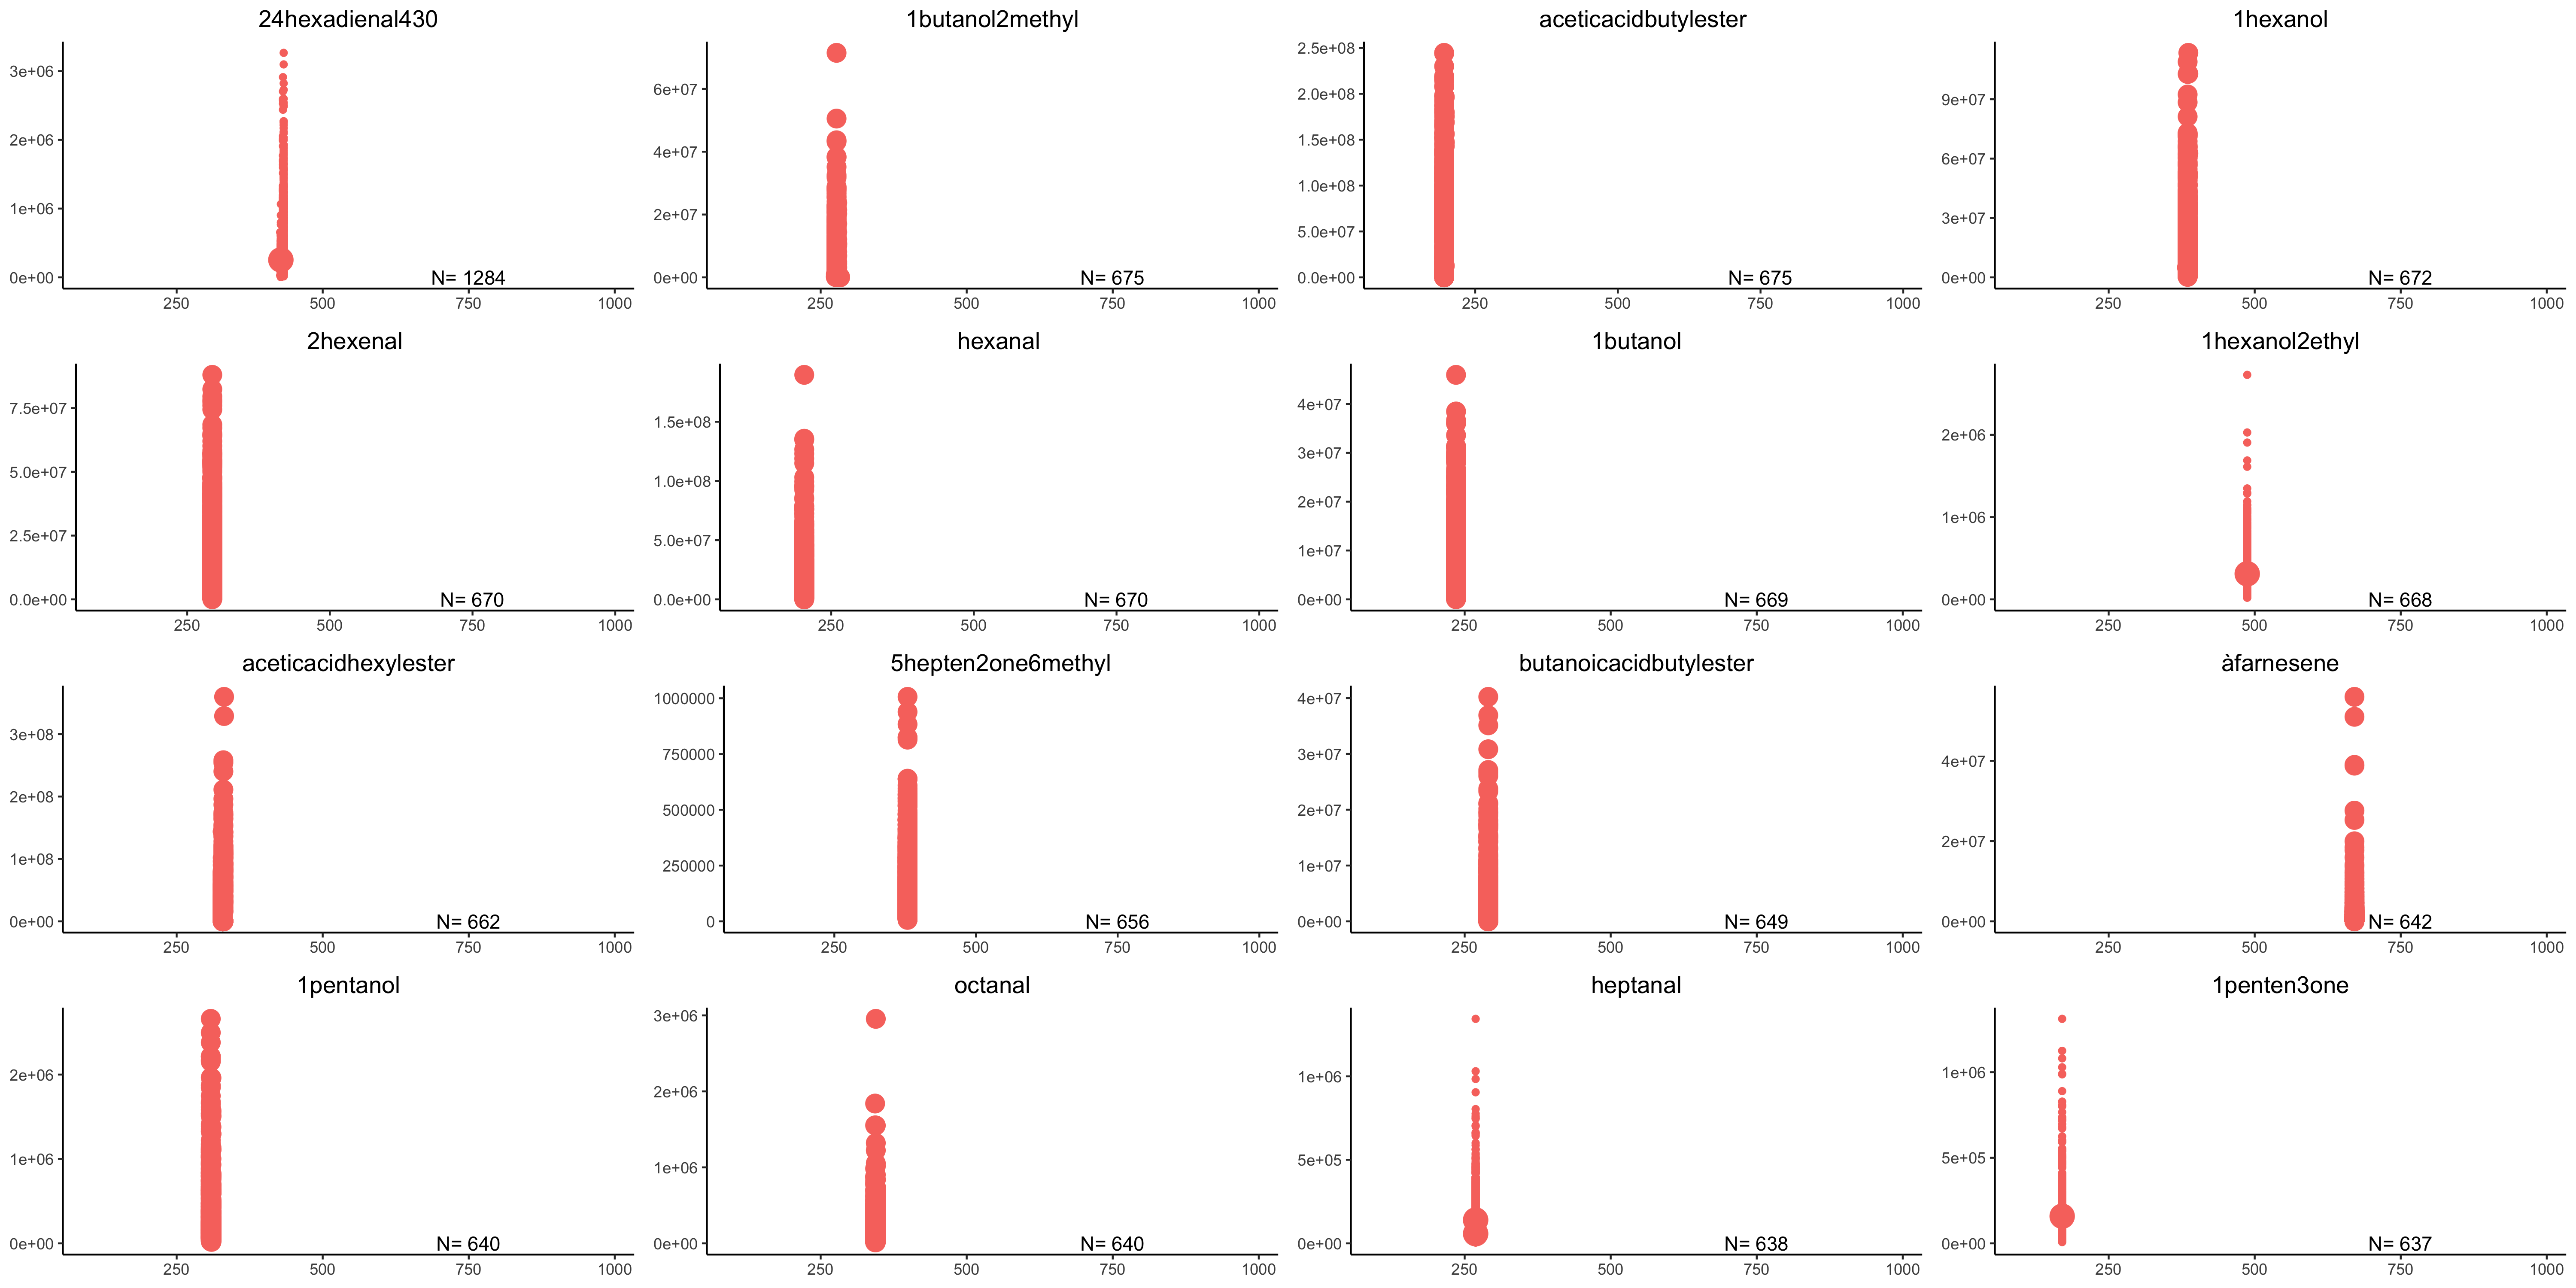 24hexadienal430
3e+06
2e+06
1e+06
0e+00
N= 1284
250 500 750 1000
1butanol2methyl
6e+07
4e+07
2e+07
0e+00
N= 675
250 500 750 1000
aceticacidbutylester
2.5e+08
2.0e+08
1.5e+08
1.0e+08
5.0e+07
0.0e+00
N= 675
250 500 750 1000
1hexanol
9e+07
6e+07
3e+07
0e+00
N= 672
250 500 750 1000
2hexenal
7.5e+07
5.0e+07
2.5e+07
0.0e+00
N= 670
250 500 750 1000
hexanal
1.5e+08
1.0e+08
5.0e+07
0.0e+00
N= 670
250 500 750 1000
1butanol
4e+07
3e+07
2e+07
1e+07
0e+00
N= 669
250 500 750 1000
1hexanol2ethyl
2e+06
1e+06
0e+00
N= 668
250 500 750 1000
aceticacidhexylester
3e+08
2e+08
1e+08
0e+00
N= 662
250 500 750 1000
5hepten2one6methyl
1000000
750000
500000
250000
0
N= 656
250 500 750 1000
butanoicacidbutylester
4e+07
3e+07
2e+07
1e+07
0e+00
N= 649
250 500 750 1000
àfarnesene
4e+07
2e+07
0e+00
N= 642
250 500 750 1000
1pentanol
2e+06
1e+06
0e+00
N= 640
250 500 750 1000
octanal
3e+06
2e+06
1e+06
0e+00
N= 640
250 500 750 1000
heptanal
1e+06
5e+05
0e+00
N= 638
250 500 750 1000
1penten3one
1e+06
5e+05
0e+00
N= 637
250 500 750 1000